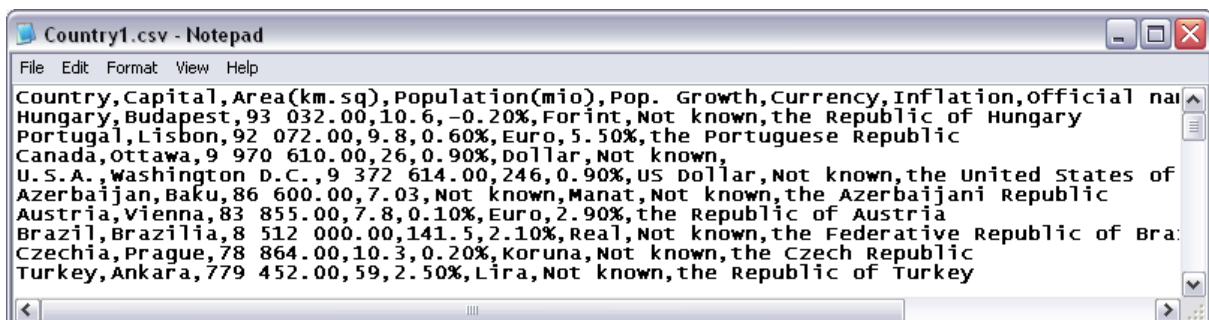 Country1.csv - Notepad
File Edit Format View Help
Country,Capital,Area(km.sq),Population(mio),Pop. Growth,Currency,Inflation,Official
Hungary,Budapest,93 032.00,10.6,-0.20%,Forint,Not known,the Republic of Hungary
Portugal,Lisbon,92 072.00,9.8,0.60%,Euro,5.50%,the Portuguese Republic
Canada,Ottawa,9 970 610.00,26,0.90%,Dollar,Not known,
U.S.A.,Washington D.C.,9 372 614.00,246,0.90%,US Dollar,Not known,the United States of
Azerbaijan,Baku,86 600.00,7.03,Not known,Manat,Not known,the Azerbaijani Republic
Austria,Vienna,83 855.00,7.8,0.10%,Euro,2.90%,the Republic of Austria
Brazil,Brazilia,8 512 000.00,141.5,2.10%,Real,Not known,the Federative Republic of
Czechia,Prague,78 864.00,10.3,0.20%,Koruna,Not known,the Czech Republic
Turkey,Ankara,779 452.00,59,2.50%,Lira,Not known,the Republic of Turkey